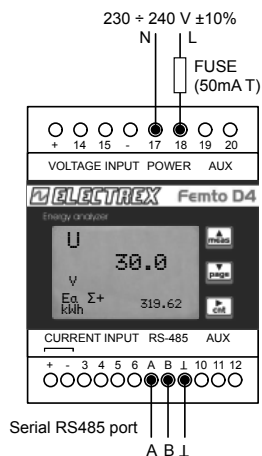 230 ÷ 240 V ±10%
N L
FUSE
(50mA T)
+ 14 15 - 17 18 19 20
VOLTAGE INPUT POWER AUX
ELECTREX Femto D4
Energy analyzer
U
30.0
V
Ea Σ+
kWh
319.62
meas
page
cnt
CURRENT INPUT RS-485 AUX
+ - 3 4 5 6 A B ⊥ 10 11 12
Serial RS485 port
A B ⊥